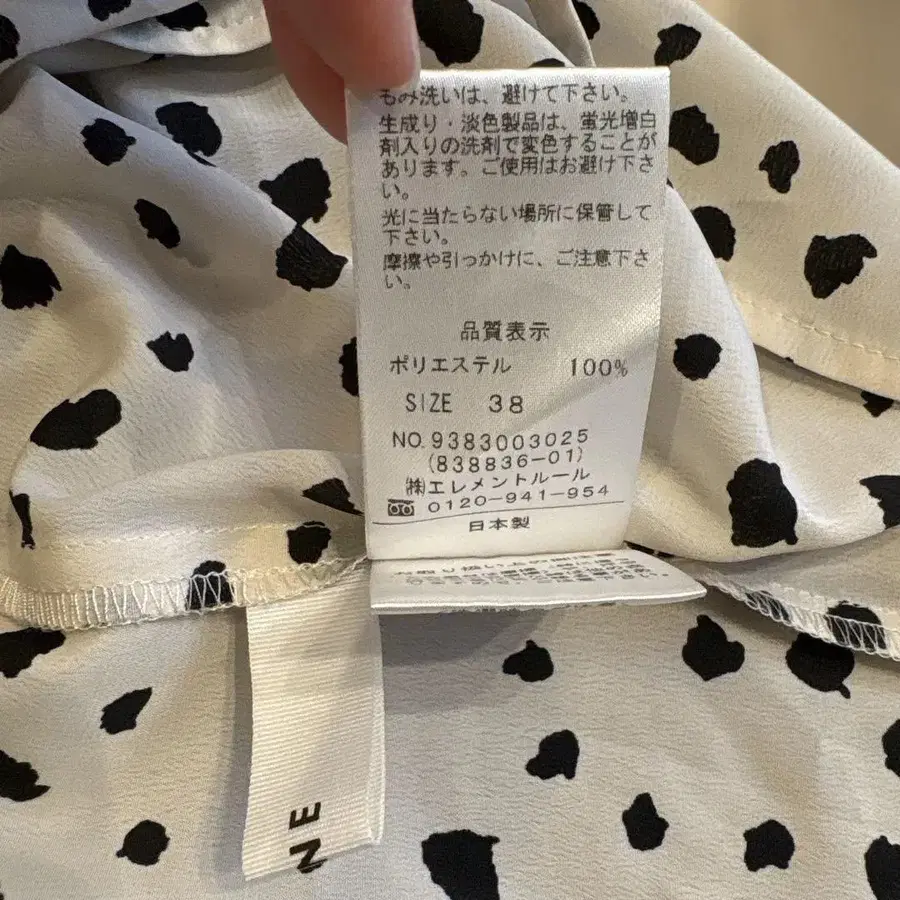 もみ洗いは、避けて下さい。
生成り・淡色製品は、蛍光増白
剤入りの洗剤で変色することが
あります。ご使用はお避け下さ
い。
光に当たらない場所に保管して
下さい。
摩擦や引っかけに、ご注意下さ
い。
品質表示
ポリエステル 100%
SIZE 38
NO.9383003025
(838836-01)
㈱エレメントルール
0120-941-954
日本製
NE